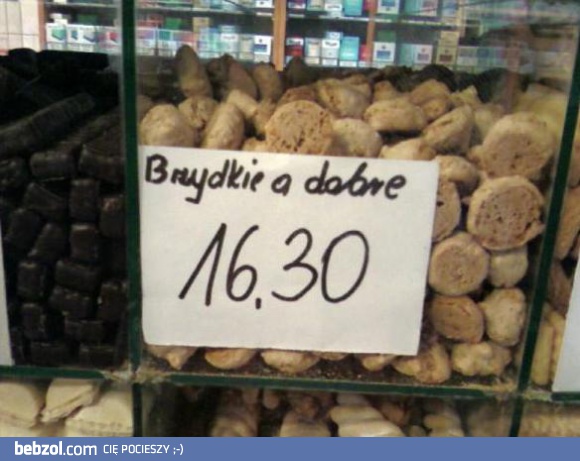 Brzydkie a dobre
16,30
bebzol.com CIĘ POCIESZY ;-)